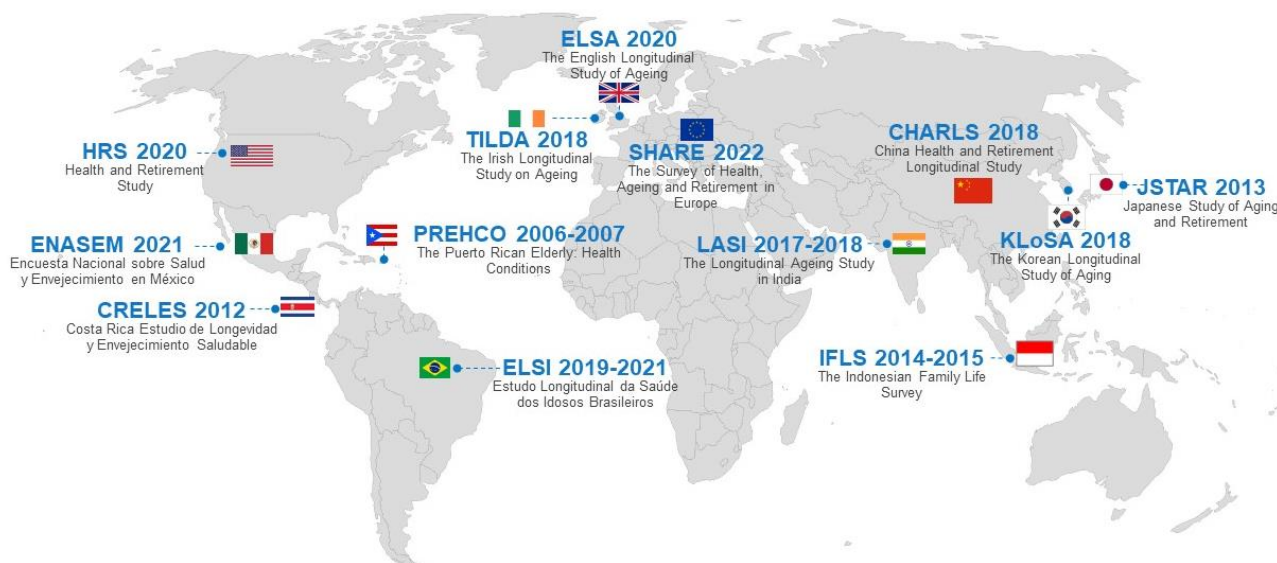 ELSA 2020
The English Longitudinal
Study of Ageing
TILDA 2018
The Irish Longitudinal
Study on Ageing
SHARE 2022
The Survey of Health,
Ageing and Retirement in
Europe
CHARLS 2018
China Health and Retirement
Longitudinal Study
HRS 2020
Health and Retirement
Study
JSTAR 2013
Japanese Study of Aging
and Retirement
ENASEM 2021
Encuesta Nacional sobre Salud
y Envejecimiento en México
PREHCO 2006-2007
The Puerto Rican Elderly: Health
Conditions
LASI 2017-2018
The Longitudinal Ageing Study
in India
KLoSA 2018
The Korean Longitudinal
Study of Aging
CRELES 2012
Costa Rica Estudio de Longevidad
y Envejecimiento Saludable
ELSI 2019-2021
Estudo Longitudinal da Saúde
dos Idosos Brasileiros
IFLS 2014-2015
The Indonesian Family Life
Survey